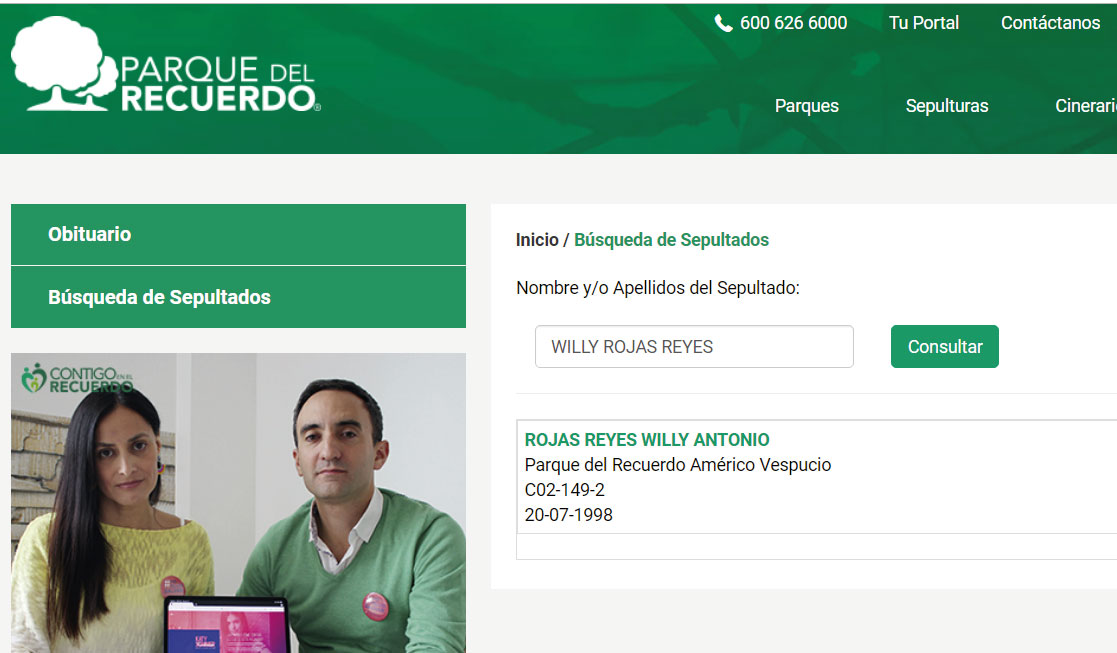 600 626 6000 Tu Portal Contáctanos
PARQUE DEL
RECUERDO®
Parques Sepulturas Cinerari
Obituario
Búsqueda de Sepultados
Inicio / Búsqueda de Sepultados
Nombre y/o Apellidos del Sepultado:
WILLY ROJAS REYES Consultar
CONTIGO EN EL
RECUERDO
ROJAS REYES WILLY ANTONIO
Parque del Recuerdo Américo Vespucio
C02-149-2
20-07-1998